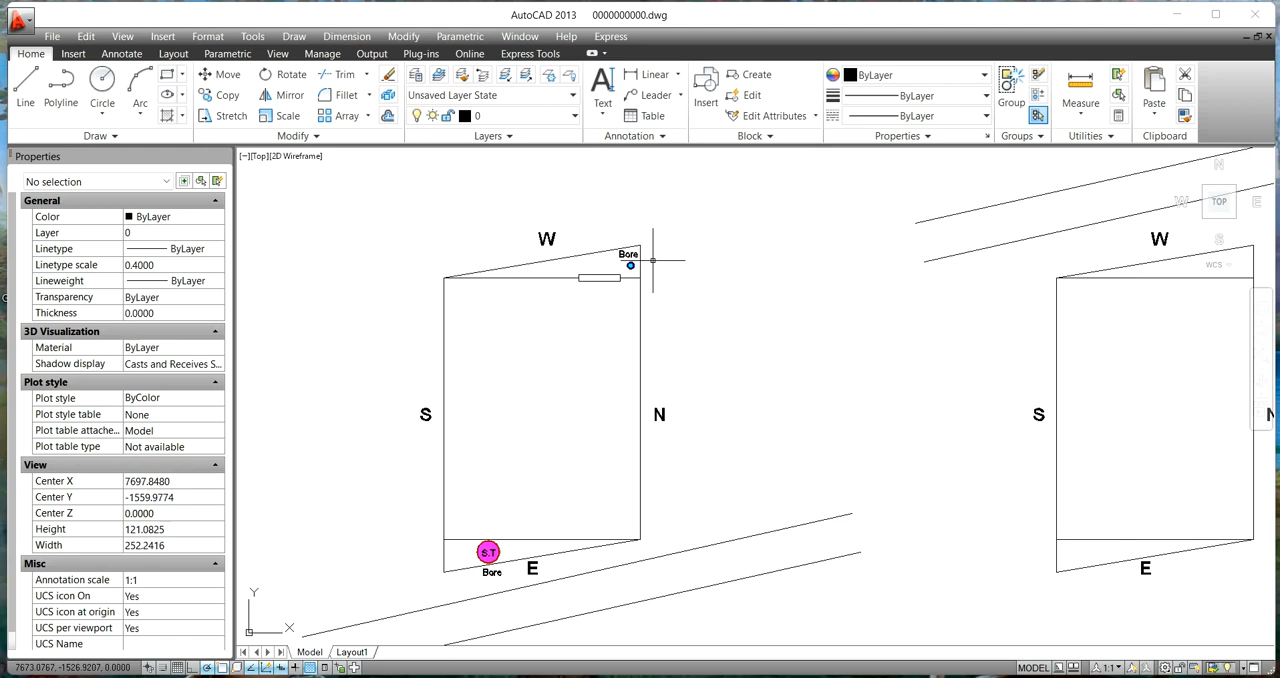 AutoCAD 2013 0000000000.dwg
File Edit View Insert Format Tools Draw Dimension Modify Parametric Window Help Express
Home Insert Annotate Layout Parametric View Manage Output Plug-ins Online Express Tools
Line Polyline Circle Arc
Move Rotate Trim
Copy Mirror Fillet
Stretch Scale Array
Unsaved Layer State
Text Linear
Leader
Table
Insert Create
Edit
Edit Attributes
ByLayer
ByLayer
ByLayer
Group Measure Paste
Draw Modify Layers Annotation Block Properties Groups Utilities Clipboard
Properties
No selection
General
Color ByLayer
Layer 0
Linetype ByLayer
Linetype scale 0.4000
Lineweight ByLayer
Transparency ByLayer
Thickness 0.0000
3D Visualization
Material ByLayer
Shadow display Casts and Receives S...
Plot style
Plot style ByColor
Plot style table None
Plot table attache... Model
Plot table type Not available
View
Center X 7697.8480
Center Y -1559.9774
Center Z 0.0000
Height 121.0825
Width 252.2416
Misc
Annotation scale 1:1
UCS icon On Yes
UCS icon at origin Yes
UCS per viewport Yes
UCS Name
[−][Top][2D Wireframe]
N
W TOP E
S
WCS
W
Bore
S N
S.T
Bore E
W
S N
E
Y
X
Model Layout1
7673.0767, -1526.9207, 0.0000
MODEL 1:1